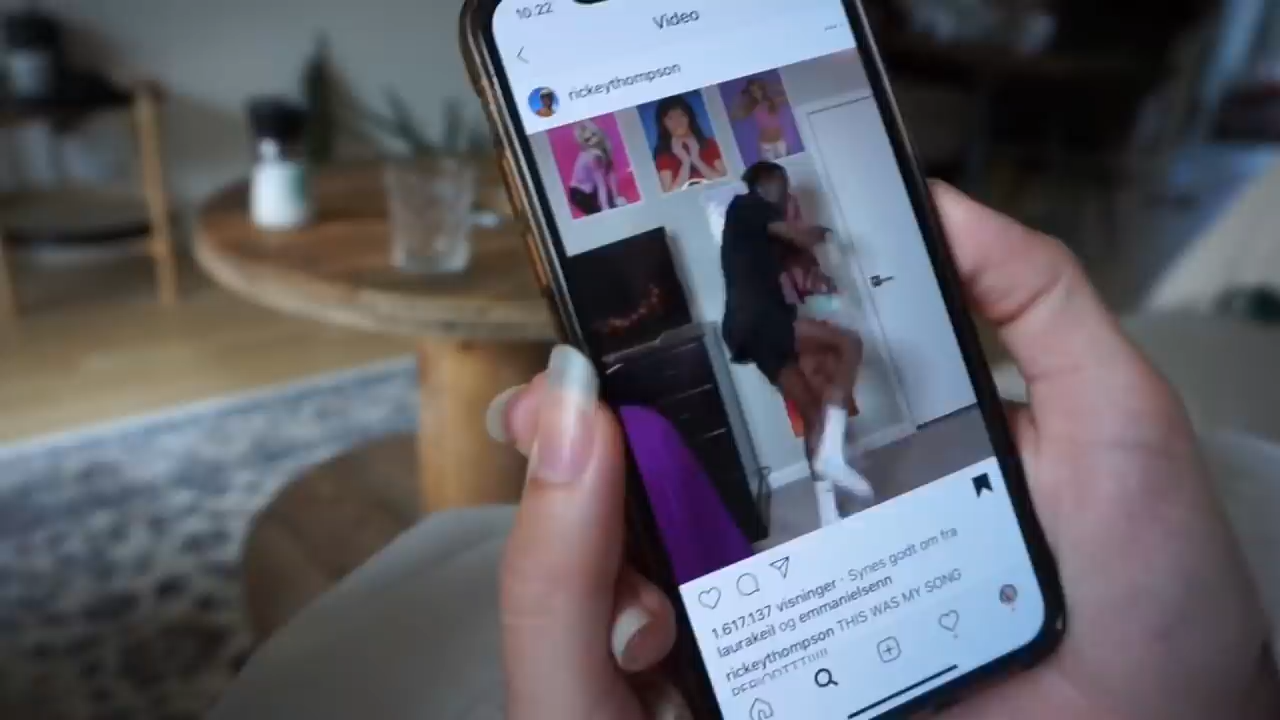 10.22
Video
rickeythompson
1.617.137 visninger · Synes godt om fra
laurakeil og emmanielsenn
rickeythompson THIS WAS MY SONG
PERIODTTT!!!!!!